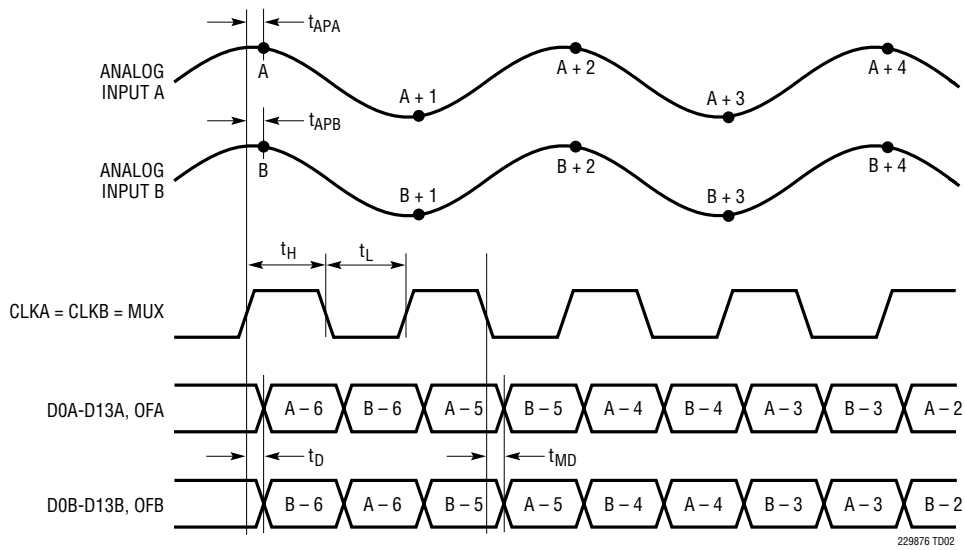 tAPA
ANALOG
INPUT A
A
A + 1
A + 2
A + 3
A + 4
tAPB
ANALOG
INPUT B
B
B + 1
B + 2
B + 3
B + 4
tH
tL
CLKA = CLKB = MUX
D0A-D13A, OFA
A – 6
B – 6
A – 5
B – 5
A – 4
B – 4
A – 3
B – 3
A – 2
tD
tMD
D0B-D13B, OFB
B – 6
A – 6
B – 5
A – 5
B – 4
A – 4
B – 3
A – 3
B – 2
229876 TD02